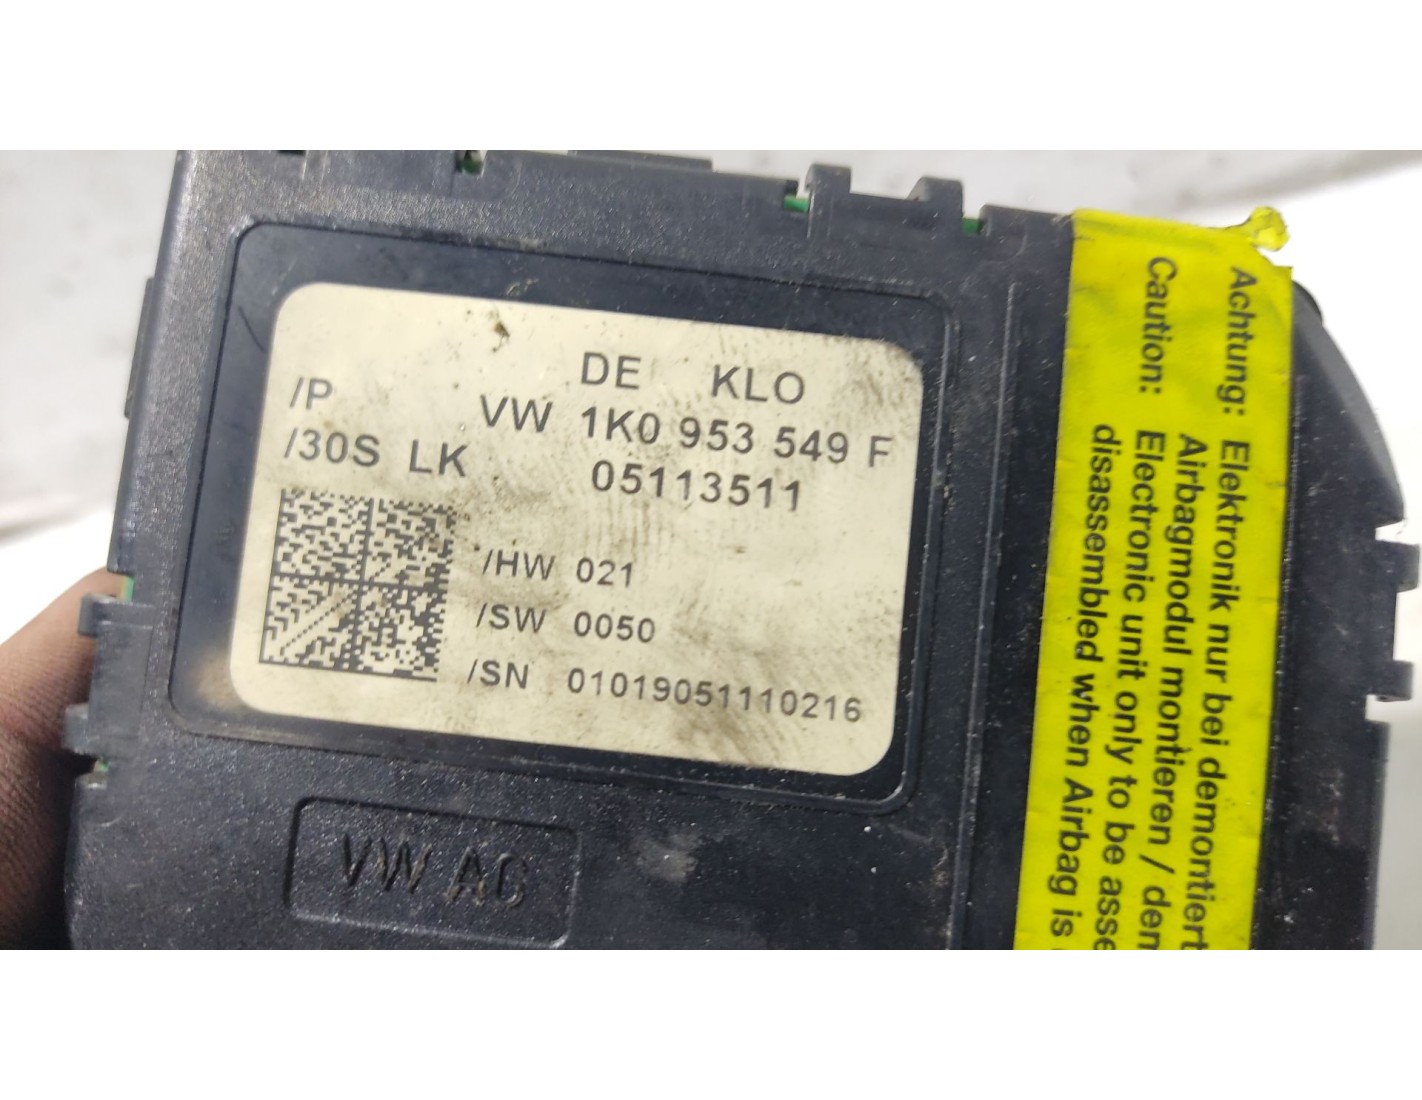 DE KLO
/P VW 1K0 953 549 F
/30S LK 05113511
/HW 021
/SW 0050
/SN 01019051110216
VW AG
Achtung: Elektronik nur bei demontiert
Airbagmodul montieren / dem
Caution: Electronic unit only to be asse
disassembled when Airbag is